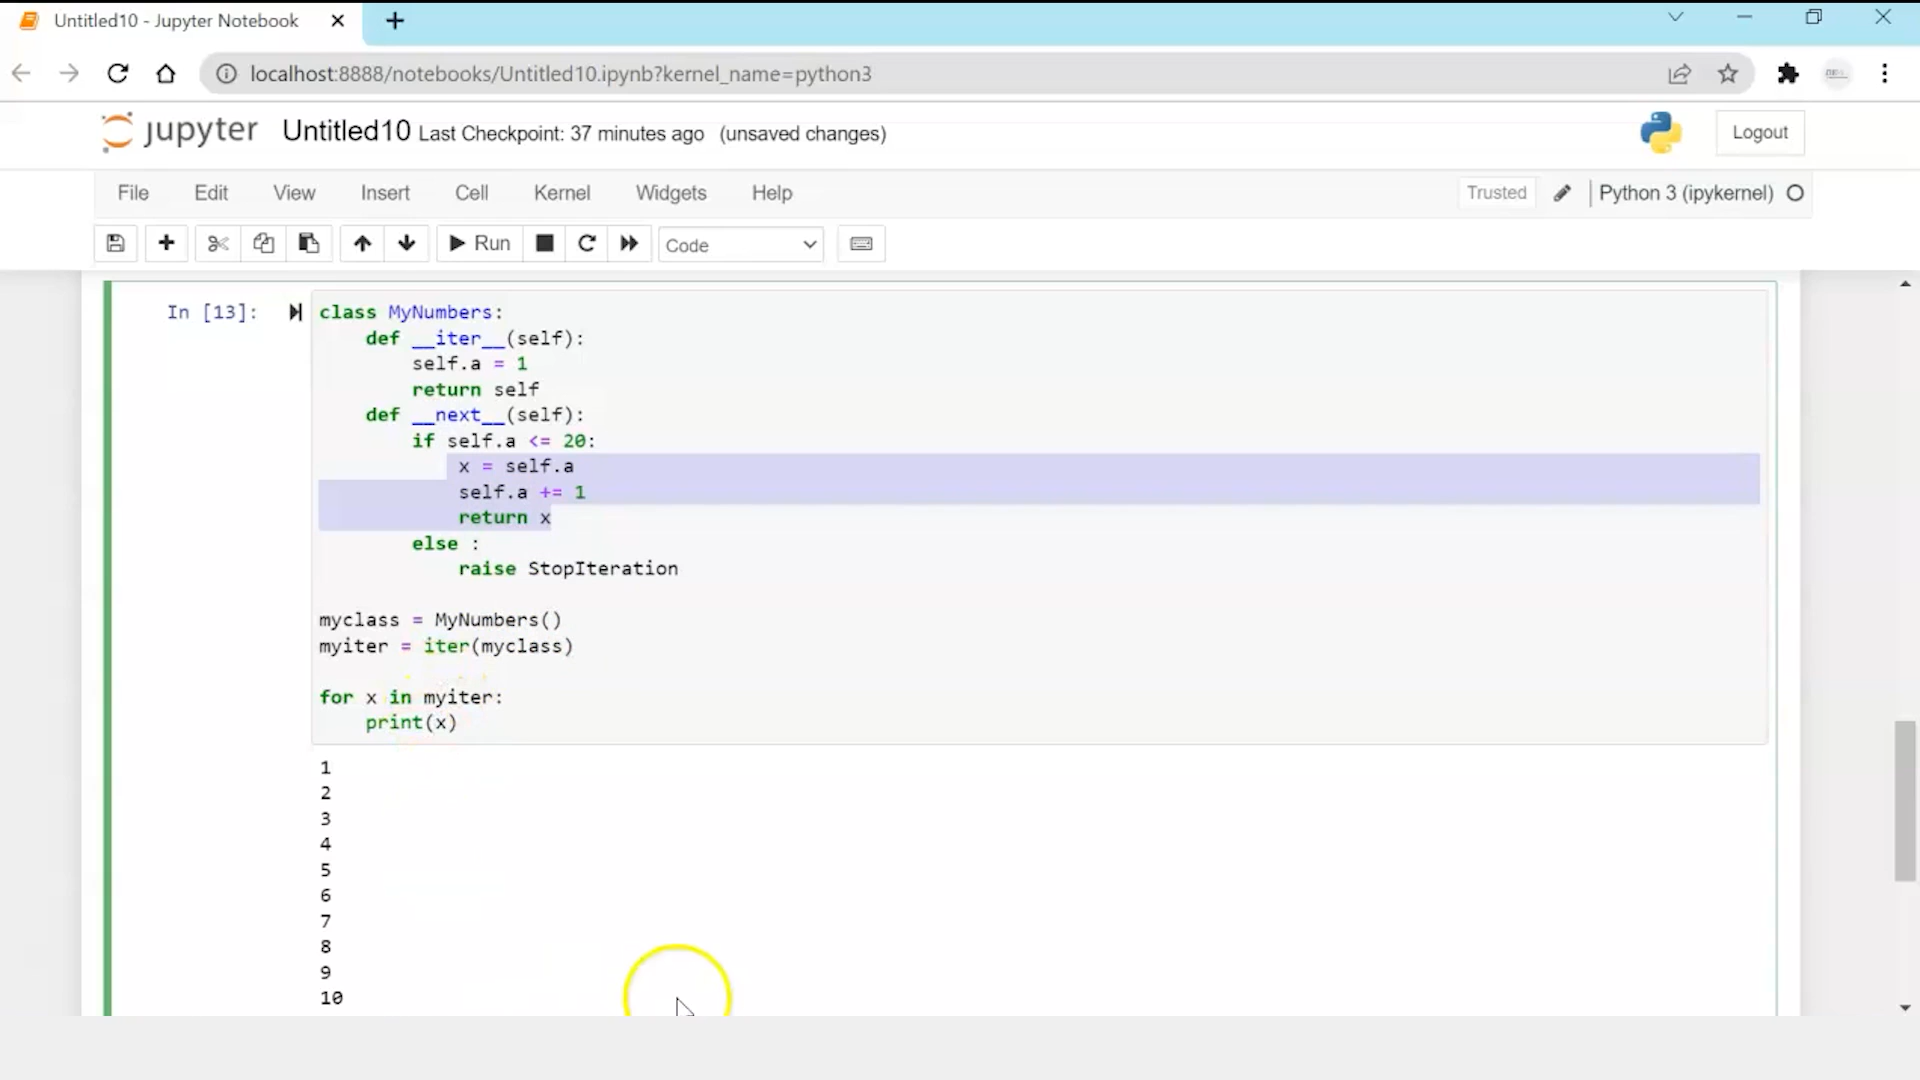 Untitled10 - Jupyter Notebook
localhost:8888/notebooks/Untitled10.ipynb?kernel_name=python3
jupyter Untitled10 Last Checkpoint: 37 minutes ago (unsaved changes)
Logout
File Edit View Insert Cell Kernel Widgets Help
Trusted Python 3 (ipykernel)
Run Code
In [13]:
class MyNumbers:
    def __iter__(self):
        self.a = 1
        return self
    def __next__(self):
        if self.a <= 20:
            x = self.a
            self.a += 1
            return x
        else :
            raise StopIteration
myclass = MyNumbers()
myiter = iter(myclass)
for x in myiter:
    print(x)
1
2
3
4
5
6
7
8
9
10